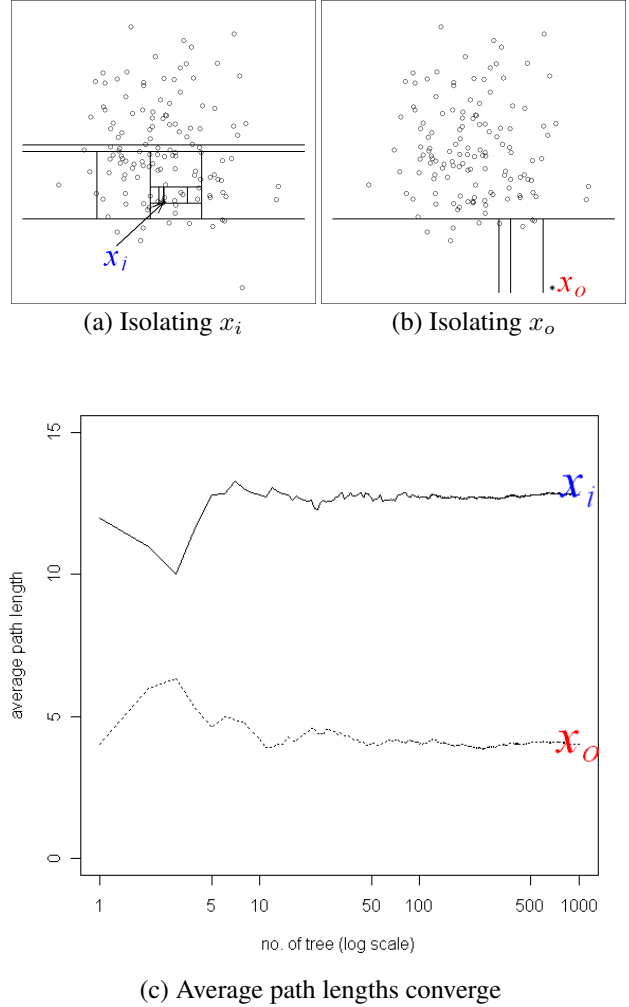 x_i
x_o
(a) Isolating x_i
(b) Isolating x_o
15
10
5
0
average path length
x_i
x_o
1
5
10
50
100
500
1000
no. of tree (log scale)
(c) Average path lengths converge